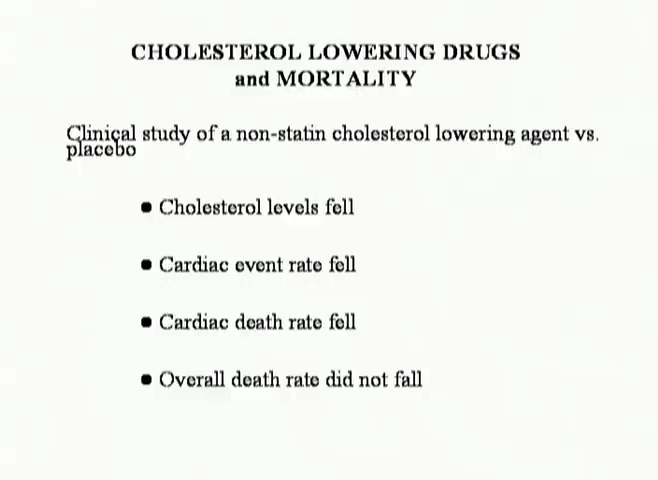 CHOLESTEROL LOWERING DRUGS
and MORTALITY
Clinical study of a non-statin cholesterol lowering agent vs.
placebo
● Cholesterol levels fell
● Cardiac event rate fell
● Cardiac death rate fell
● Overall death rate did not fall